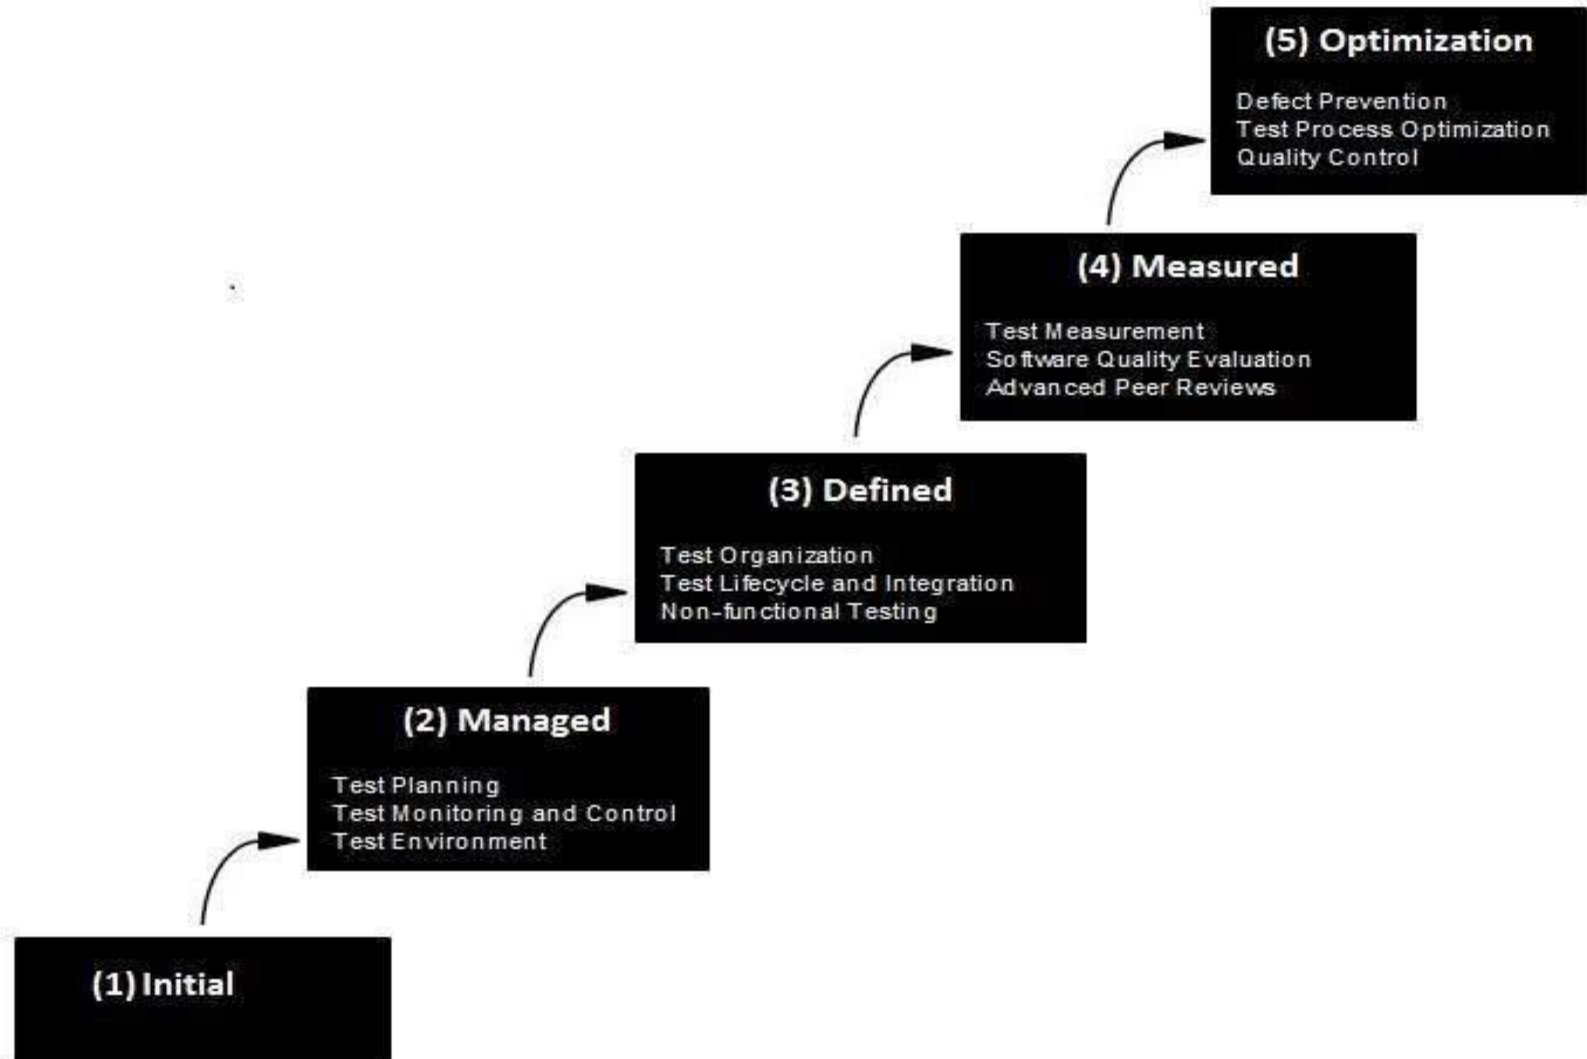 (5) Optimization
Defect Prevention
Test Process Optimization
Quality Control
(4) Measured
Test Measurement
Software Quality Evaluation
Advanced Peer Reviews
(3) Defined
Test Organization
Test Lifecycle and Integration
Non-functional Testing
(2) Managed
Test Planning
Test Monitoring and Control
Test Environment
(1) Initial